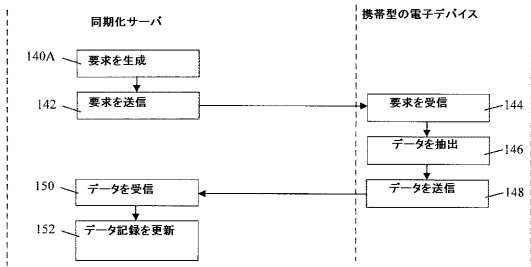 同期化サーバ
携帯型の電子デバイス
140A
要求を生成
142
要求を送信
要求を受信
144
データを抽出
146
150
データを受信
データを送信
148
152
データ記録を更新